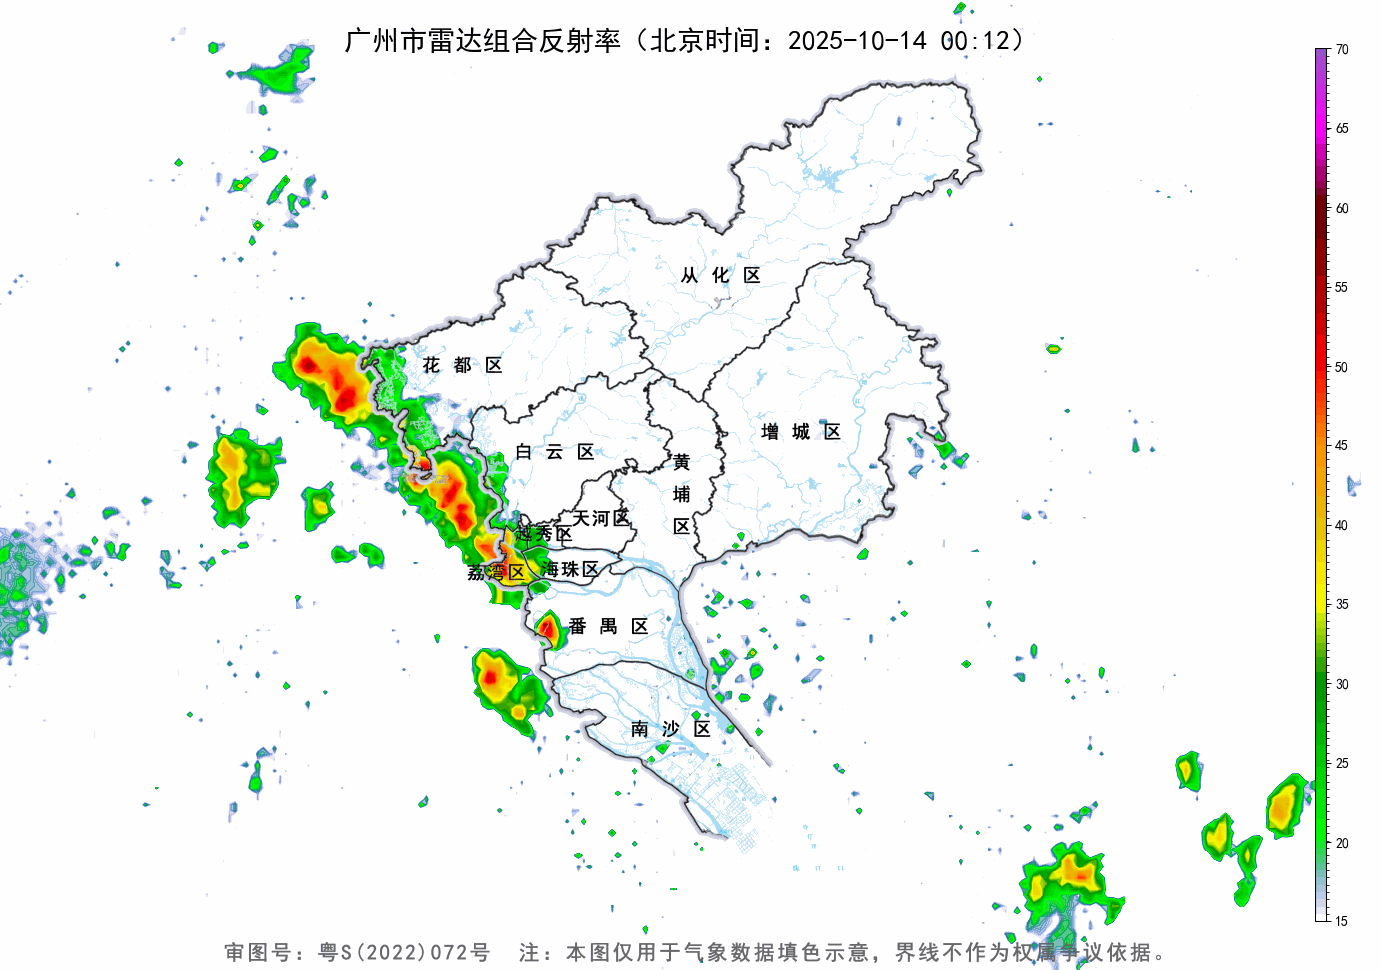 广州市雷达组合反射率（北京时间：2025-10-14 00:12）
70
65
60
55
50
45
40
35
30
25
20
15
从化区
花都区
增城区
白云区
黄埔区
天河区
越秀区
海珠区
荔湾区
番禺区
南沙区
审图号：粤S(2022)072号 注：本图仅用于气象数据填色示意，界线不作为权属争议依据。